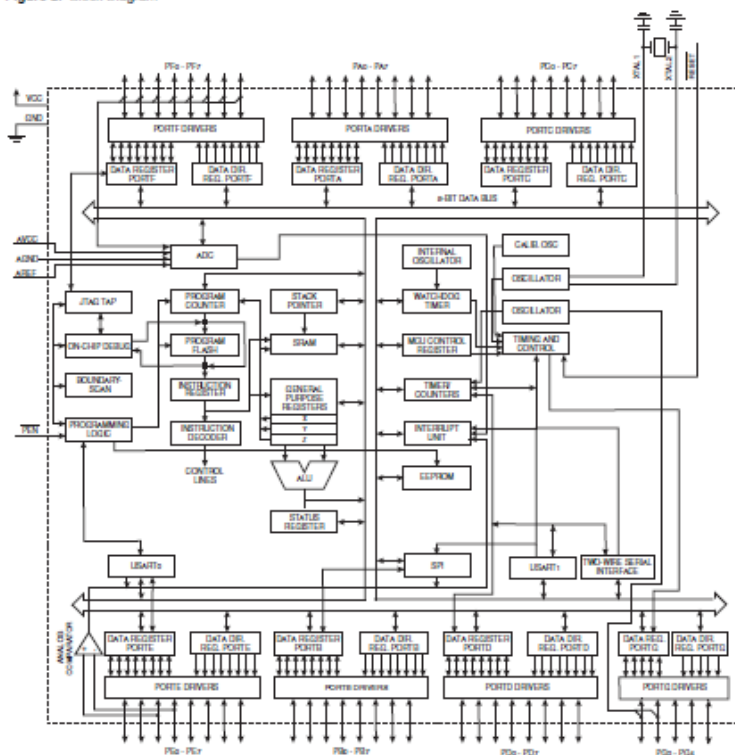 PF0 - PF7
PA0 - PA7
PC0 - PC7
XTAL1
XTAL2
RESET
VCC
GND
PORTF DRIVERS
PORTA DRIVERS
PORTC DRIVERS
DATA REGISTER
PORTF
DATA DIR.
REG. PORTF
DATA REGISTER
PORTA
DATA DIR.
REG. PORTA
DATA REGISTER
PORTC
DATA DIR.
REG. PORTC
8-BIT DATA BUS
AVCC
AGND
AREF
ADC
INTERNAL
OSCILLATOR
CALIB. OSC
OSCILLATOR
JTAG TAP
PROGRAM
COUNTER
STACK
POINTER
WATCHDOG
TIMER
OSCILLATOR
ON-CHIP DEBUG
PROGRAM
FLASH
SRAM
MCU CONTROL
REGISTER
TIMING AND
CONTROL
BOUNDARY-
SCAN
INSTRUCTION
REGISTER
GENERAL
PURPOSE
REGISTERS
X
Y
Z
TIMER/
COUNTERS
PEN
PROGRAMMING
LOGIC
INSTRUCTION
DECODER
INTERRUPT
UNIT
CONTROL
LINES
ALU
EEPROM
STATUS
REGISTER
USART0
SPI
USART1
TWO-WIRE SERIAL
INTERFACE
ANALOG
COMPARATOR
DATA REGISTER
PORTE
DATA DIR.
REG. PORTE
DATA REGISTER
PORTB
DATA DIR.
REG. PORTB
DATA REGISTER
PORTD
DATA DIR.
REG. PORTD
DATA REG.
PORTG
DATA DIR.
REG. PORTG
PORTE DRIVERS
PORTB DRIVERS
PORTD DRIVERS
PORTG DRIVERS
PE0 - PE7
PB0 - PB7
PD0 - PD7
PG0 - PG4